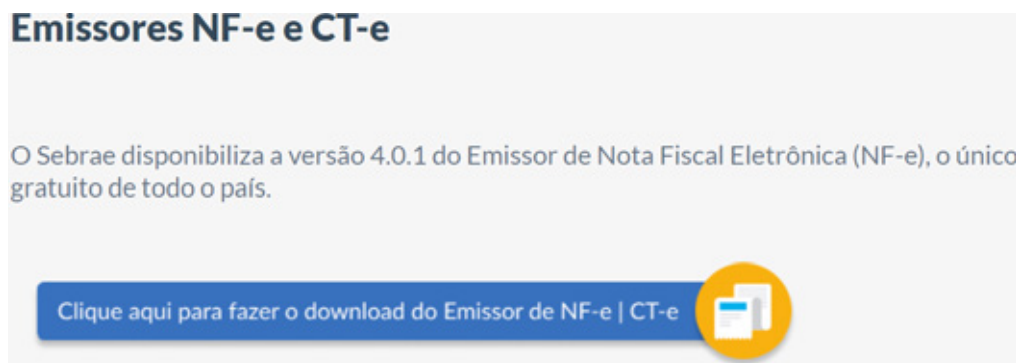 Emissores NF-e e CT-e
O Sebrae disponibiliza a versão 4.0.1 do Emissor de Nota Fiscal Eletrônica (NF-e), o único
gratuito de todo o país.
Clique aqui para fazer o download do Emissor de NF-e | CT-e